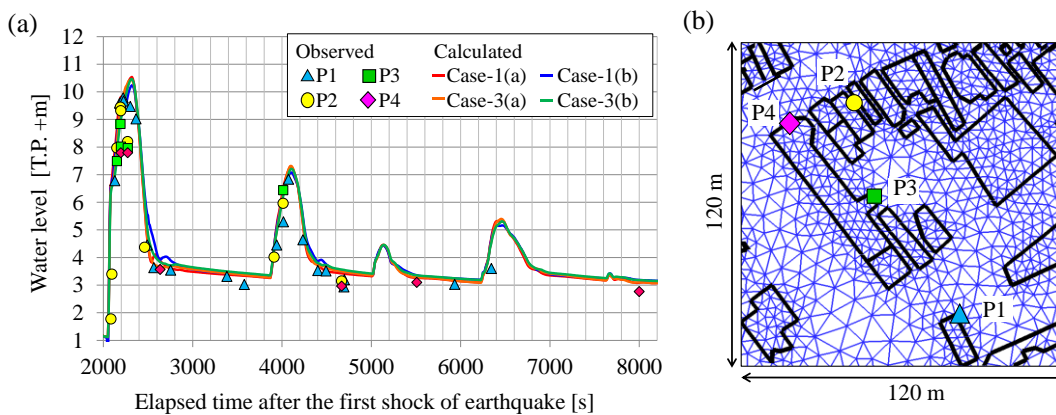 (a)
12
11
10
9
8
7
6
5
4
3
2
1
Water level [T.P. +m]
Observed Calculated
P1 P3 Case-1(a) Case-1(b)
P2 P4 Case-3(a) Case-3(b)
2000 3000 4000 5000 6000 7000 8000
Elapsed time after the first shock of earthquake [s]
(b)
P2
P4
P3
P1
120 m
120 m